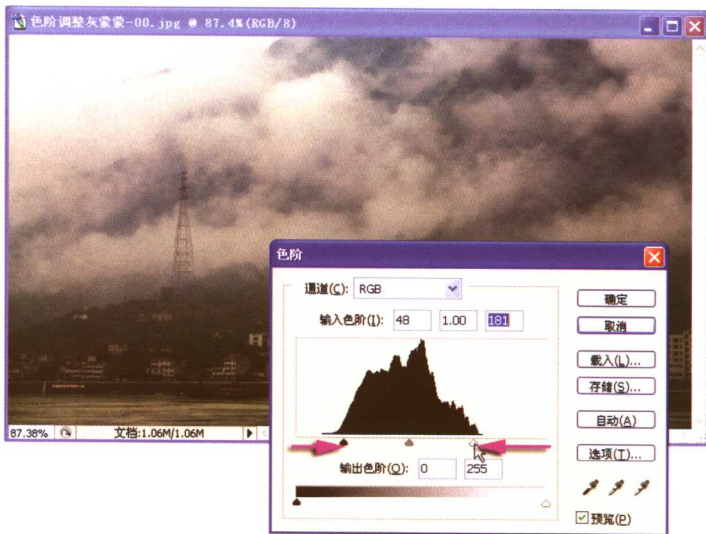 色阶调整灰蒙蒙-00.jpg @ 87.4%(RGB/8)
色阶
通道(C): RGB
输入色阶(I): 48 1.00 181
输出色阶(O): 0 255
确定
取消
载入(L)...
存储(S)...
自动(A)
选项(T)...
预览(P)
87.38% 文档:1.06M/1.06M